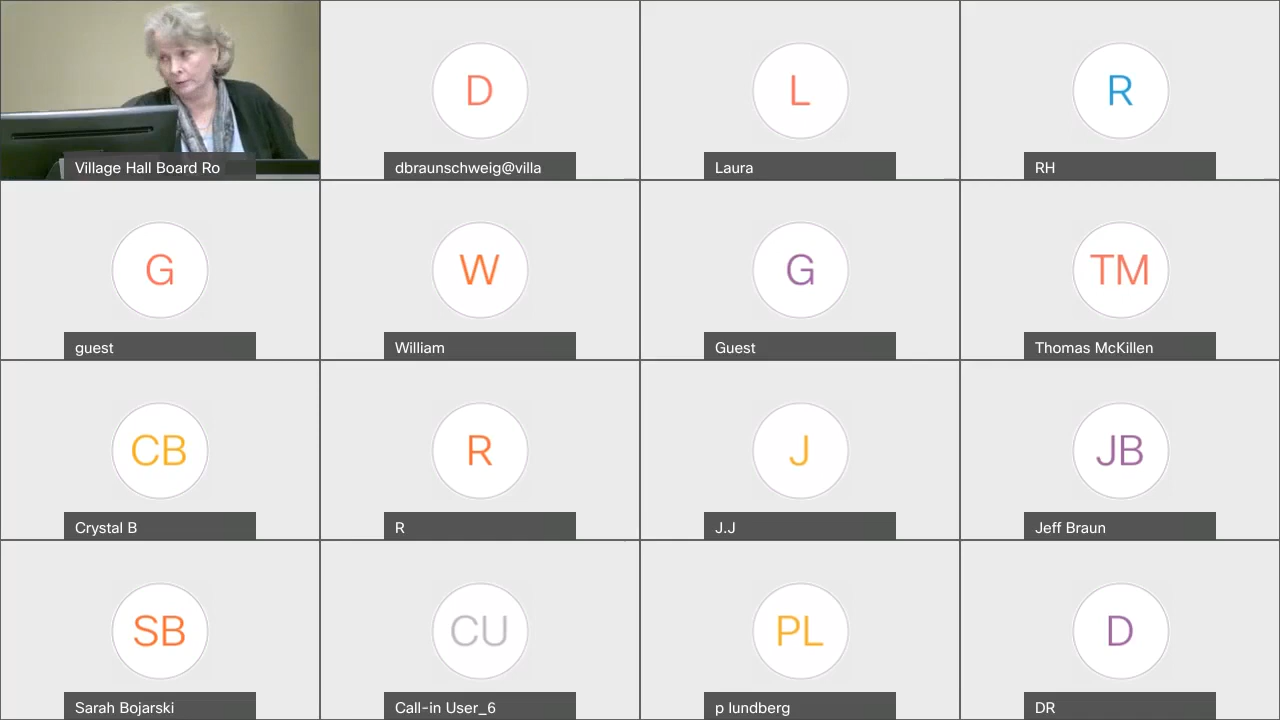 Village Hall Board Ro
D
dbraunschweig@villa
L
Laura
R
RH
G
guest
W
William
G
Guest
TM
Thomas McKillen
CB
Crystal B
R
R
J
J.J
JB
Jeff Braun
SB
Sarah Bojarski
CU
Call-in User_6
PL
p lundberg
D
DR